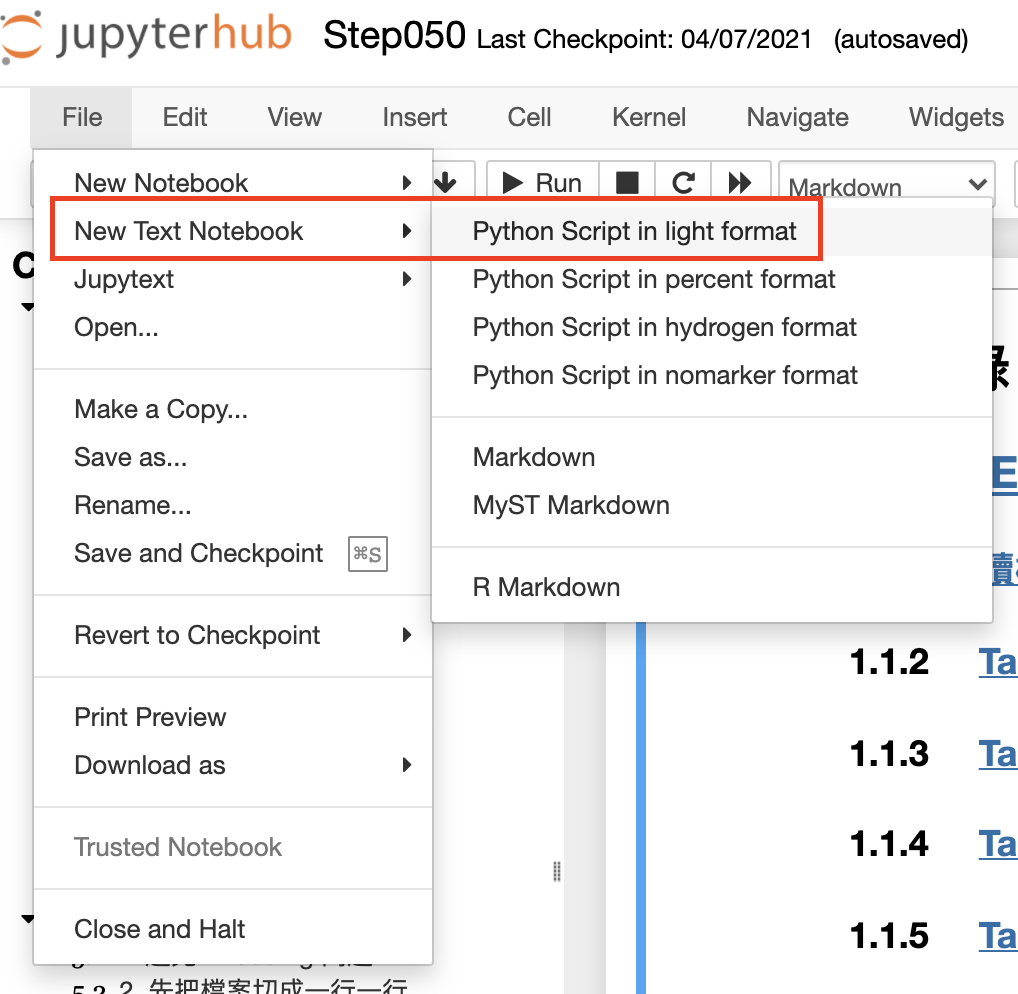 jupyterhub Step050 Last Checkpoint: 04/07/2021 (autosaved)
File Edit View Insert Cell Kernel Navigate Widgets
Run Markdown
New Notebook
New Text Notebook
Jupytext
Open...
Make a Copy...
Save as...
Rename...
Save and Checkpoint ⌘S
Revert to Checkpoint
Print Preview
Download as
Trusted Notebook
Close and Halt
Python Script in light format
Python Script in percent format
Python Script in hydrogen format
Python Script in nomarker format
Markdown
MyST Markdown
R Markdown
C
E
1.1.2 Ta
1.1.3 Ta
1.1.4 Ta
1.1.5 Ta
2. 先把檔案切成一行一行